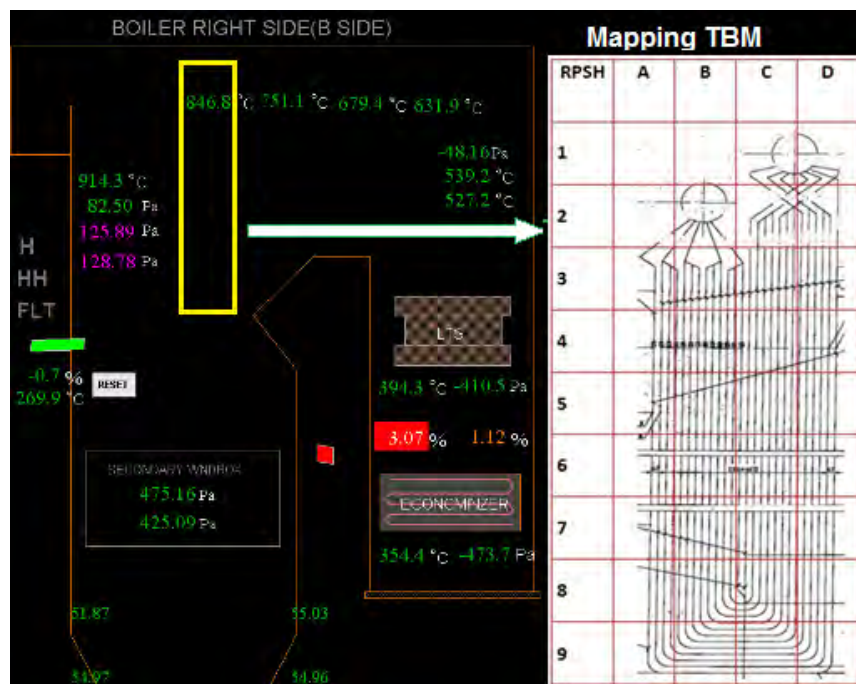 BOILER RIGHT SIDE(B SIDE)
846.8 °C 751.1 °C 679.4 °C 631.9 °C
-48.16 Pa
539.2 °C
527.2 °C
914.3 °C
82.50 Pa
125.89 Pa
128.78 Pa
H
HH
FLT
-0.7 %
269.9 °C
RESET
LTS
394.3 °C -410.5 Pa
3.07 % 1.12 %
SECONDARY WNDBOX
475.16 Pa
425.09 Pa
ECONOMINIZER
354.4 °C -473.7 Pa
51.87
55.03
54.97
54.96
Mapping TBM
RPSH A B C D
1
2
3
4
5
6
7
8
9